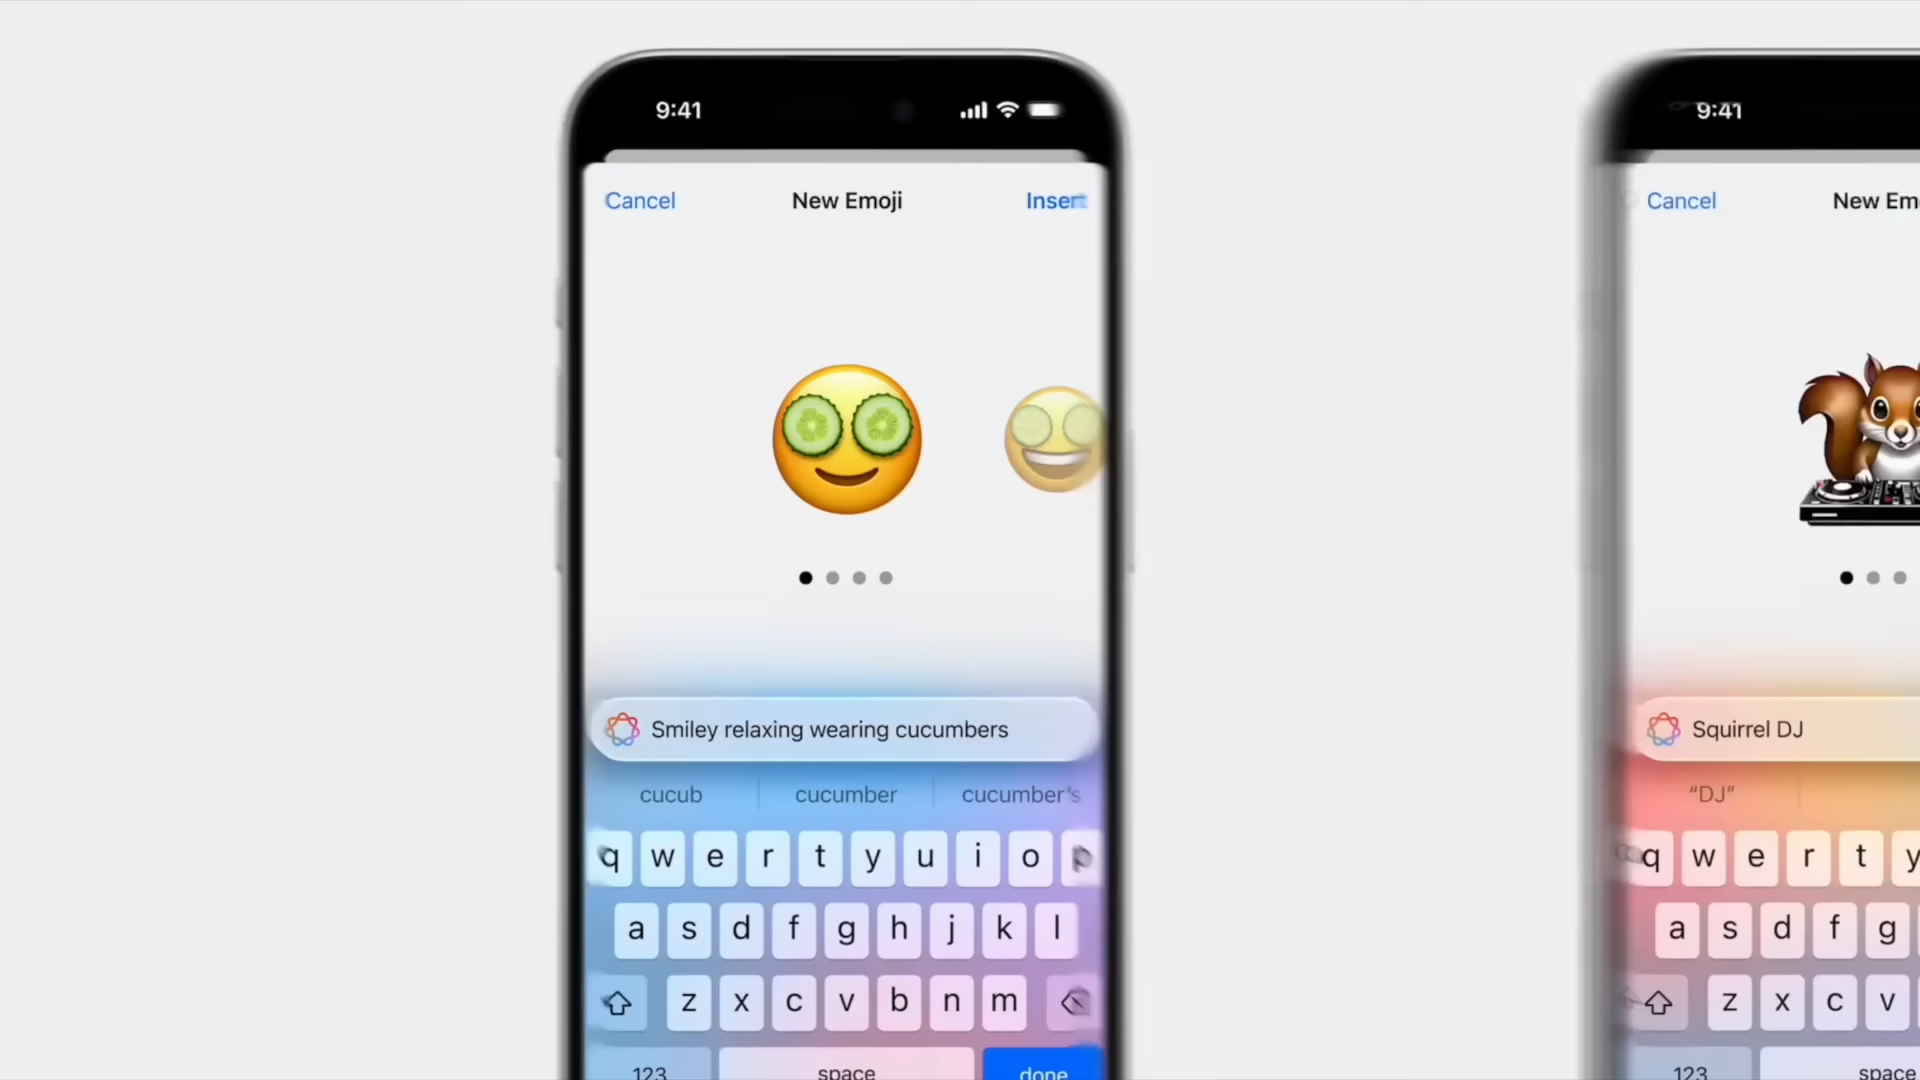 9:41
Cancel New Emoji Insert
Smiley relaxing wearing cucumbers
cucub cucumber cucumber's
q w e r t y u i o p
a s d f g h j k l
z x c v b n m
123 space done
9:41
Cancel New Em
Squirrel DJ
“DJ”
q w e r t y
a s d f g
z x c v
123 space